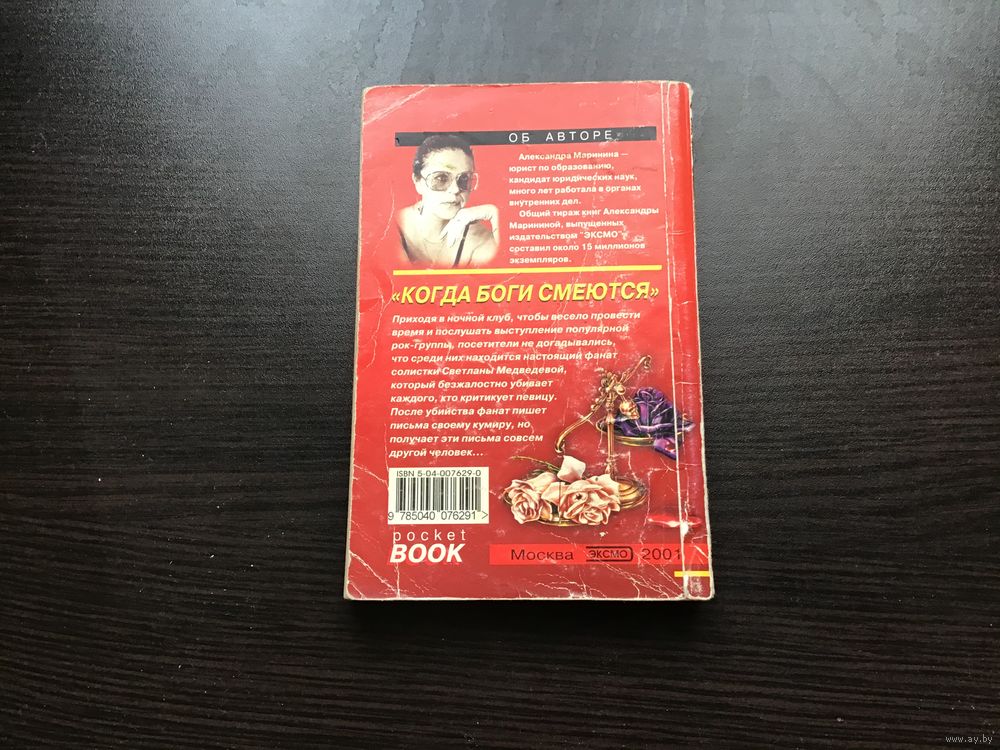 ОБ АВТОРЕ
Александра Маринина —
юрист по образованию,
кандидат юридических наук,
много лет работала в органах
внутренних дел.
Общий тираж книг Александры
Марининой, выпущенных
издательством "ЭКСМО"
составил около 15 миллионов
экземпляров.
«КОГДА БОГИ СМЕЮТСЯ»
Приходя в ночной клуб, чтобы весело провести
время и послушать выступление популярной
рок-группы, посетители не догадывались,
что среди них находится настоящий фанат
солистки Светланы Медведевой,
который безжалостно убивает
каждого, кто критикует певицу.
После убийства фанат пишет
письма своему кумиру, но
получает эти письма совсем
другой человек...
ISBN 5-04-007629-0
9 785040 076291 >
pocket
BOOK
Москва ЭКСМО 2001
www.ay.by